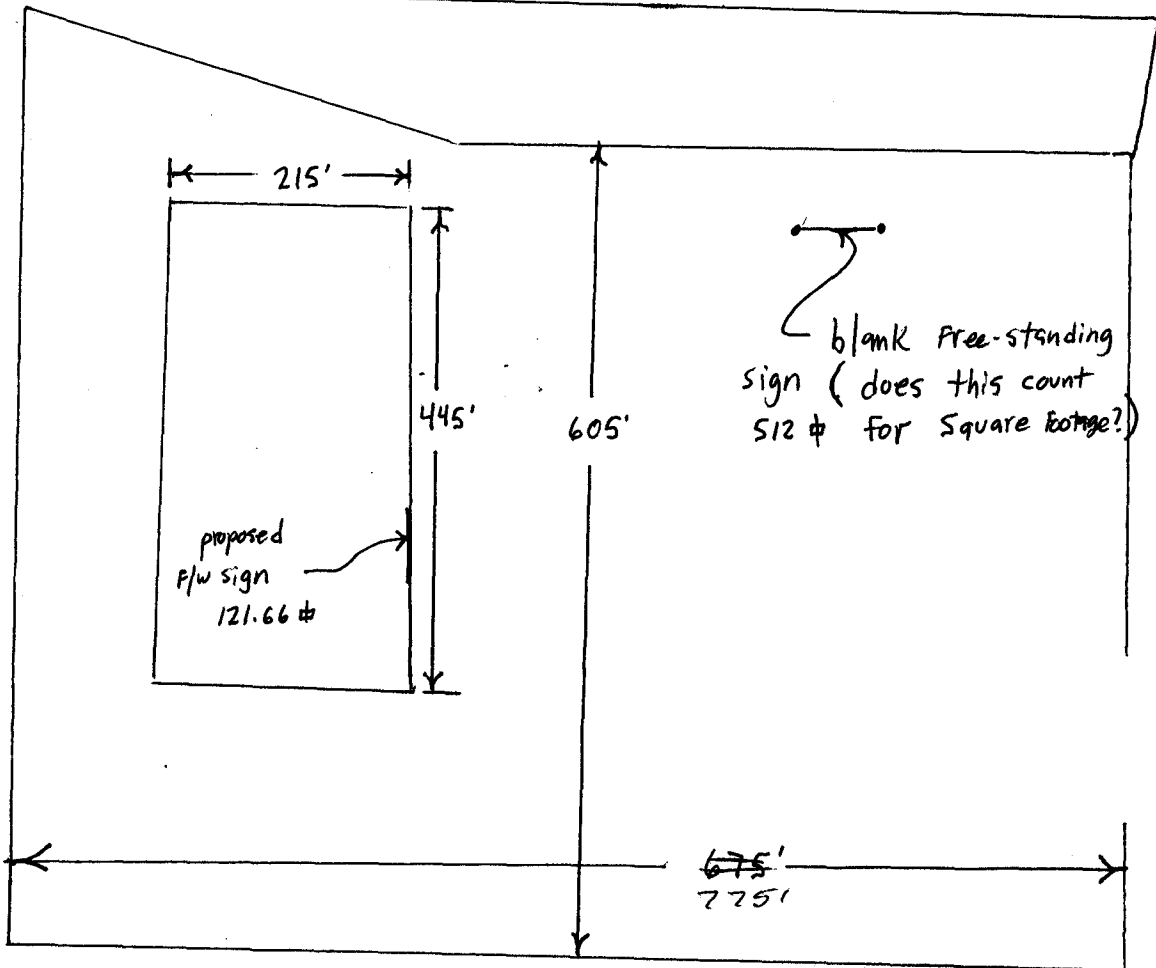 215'
blank Free-standing
sign ( does this count
512 ⏍ for Square Footage?)
445'
605'
proposed
F/W sign
121.66 ⏍
675'
775'